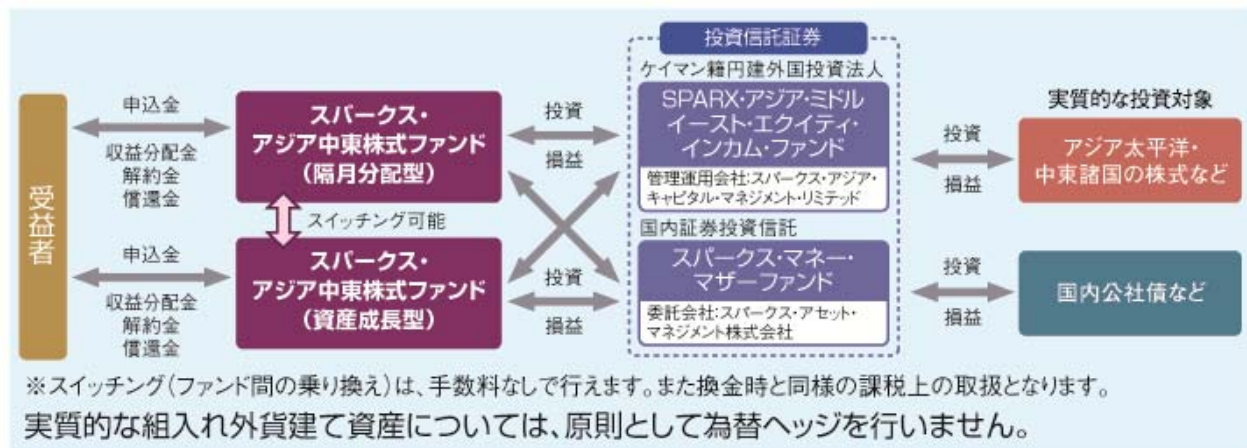 投資信託証券
ケイマン籍円建外国投資法人
受益者
申込金
収益分配金
解約金
償還金
スパークス・
アジア中東株式ファンド
(隔月分配型)
投資
損益
SPARX・アジア・ミドル
イースト・エクイティ・
インカム・ファンド
管理運用会社:スパークス・アジア・
キャピタル・マネジメント・リミテッド
投資
損益
実質的な投資対象
アジア太平洋・
中東諸国の株式など
スイッチング可能
申込金
収益分配金
解約金
償還金
スパークス・
アジア中東株式ファンド
(資産成長型)
投資
損益
国内証券投資信託
スパークス・マネー・
マザーファンド
委託会社:スパークス・アセット・
マネジメント株式会社
投資
損益
国内公社債など
※スイッチング(ファンド間の乗り換え)は、手数料なしで行えます。また換金時と同様の課税上の取扱となります。
実質的な組入れ外貨建て資産については、原則として為替ヘッジを行いません。